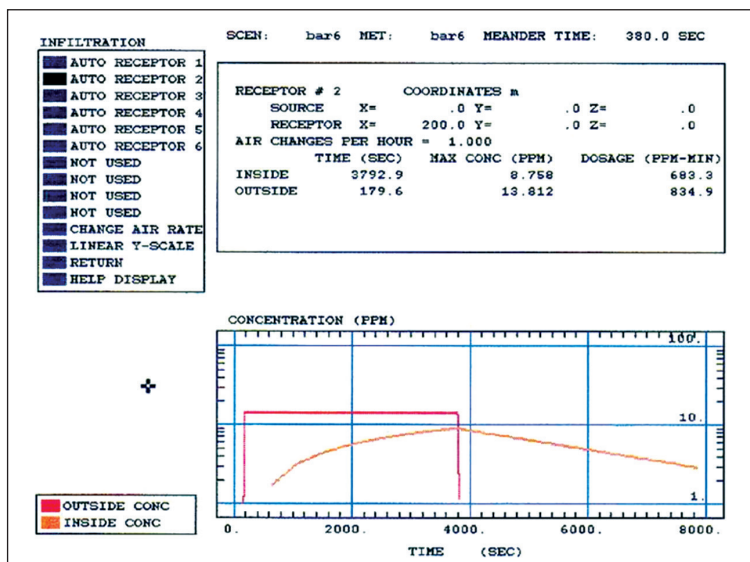 SCEN: bar6 MET: bar6 MEANDER TIME: 380.0 SEC
INFILTRATION
AUTO RECEPTOR 1
AUTO RECEPTOR 2
AUTO RECEPTOR 3
AUTO RECEPTOR 4
AUTO RECEPTOR 5
AUTO RECEPTOR 6
NOT USED
NOT USED
NOT USED
NOT USED
CHANGE AIR RATE
LINEAR Y-SCALE
RETURN
HELP DISPLAY
RECEPTOR # 2 COORDINATES m
SOURCE X= .0 Y= .0 Z= .0
RECEPTOR X= 200.0 Y= .0 Z= .0
AIR CHANGES PER HOUR = 1.000
TIME (SEC) MAX CONC (PPM) DOSAGE (PPM-MIN)
INSIDE 3792.9 8.758 683.3
OUTSIDE 179.6 13.812 834.9
CONCENTRATION (PPM)
100.
10.
1.
0. 2000. 4000. 6000. 8000.
TIME (SEC)
OUTSIDE CONC
INSIDE CONC